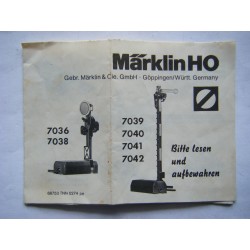 Märklin HO
Gebr. Märklin & Cie. GmbH - Göppingen/Württ. Germany
7036
7038
7039
7040
7041
7042
Bitte lesen
und
aufbewahren